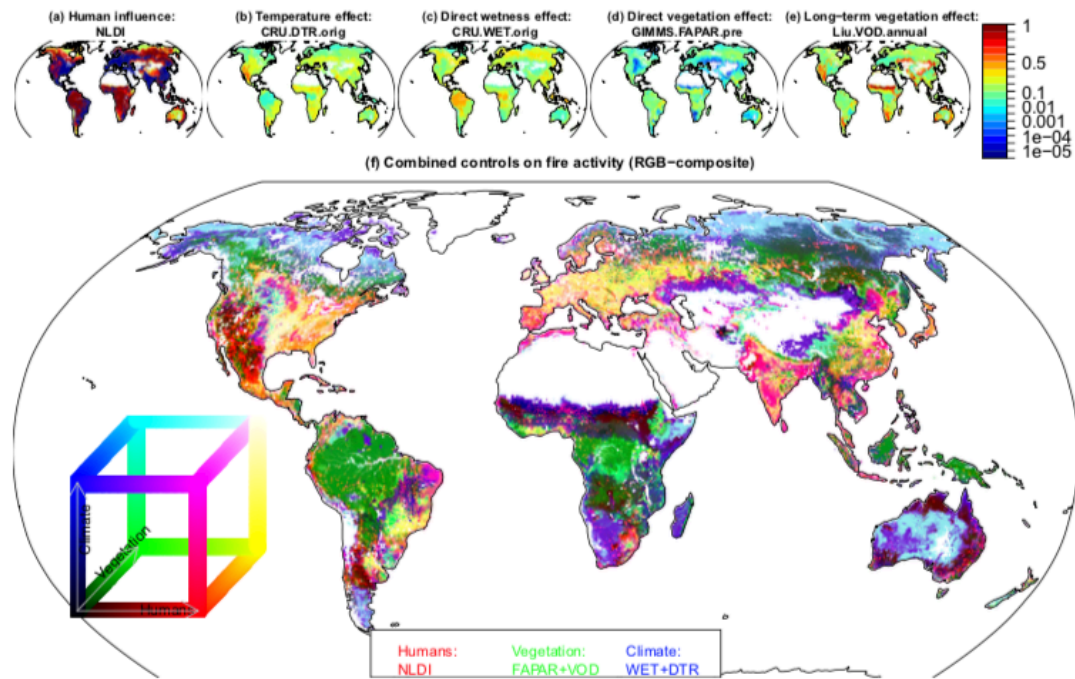 (a) Human influence:
NLDI
(b) Temperature effect:
CRU.DTR.orig
(c) Direct wetness effect:
CRU.WET.orig
(d) Direct vegetation effect:
GIMMS.FAPAR.pre
(e) Long-term vegetation effect:
Liu.VOD.annual
1
0.5
0.1
0.01
0.001
1e-04
1e-05
(f) Combined controls on fire activity (RGB-composite)
Climate
Vegetation
Human
Humans:
NLDI
Vegetation:
FAPAR+VOD
Climate:
WET+DTR